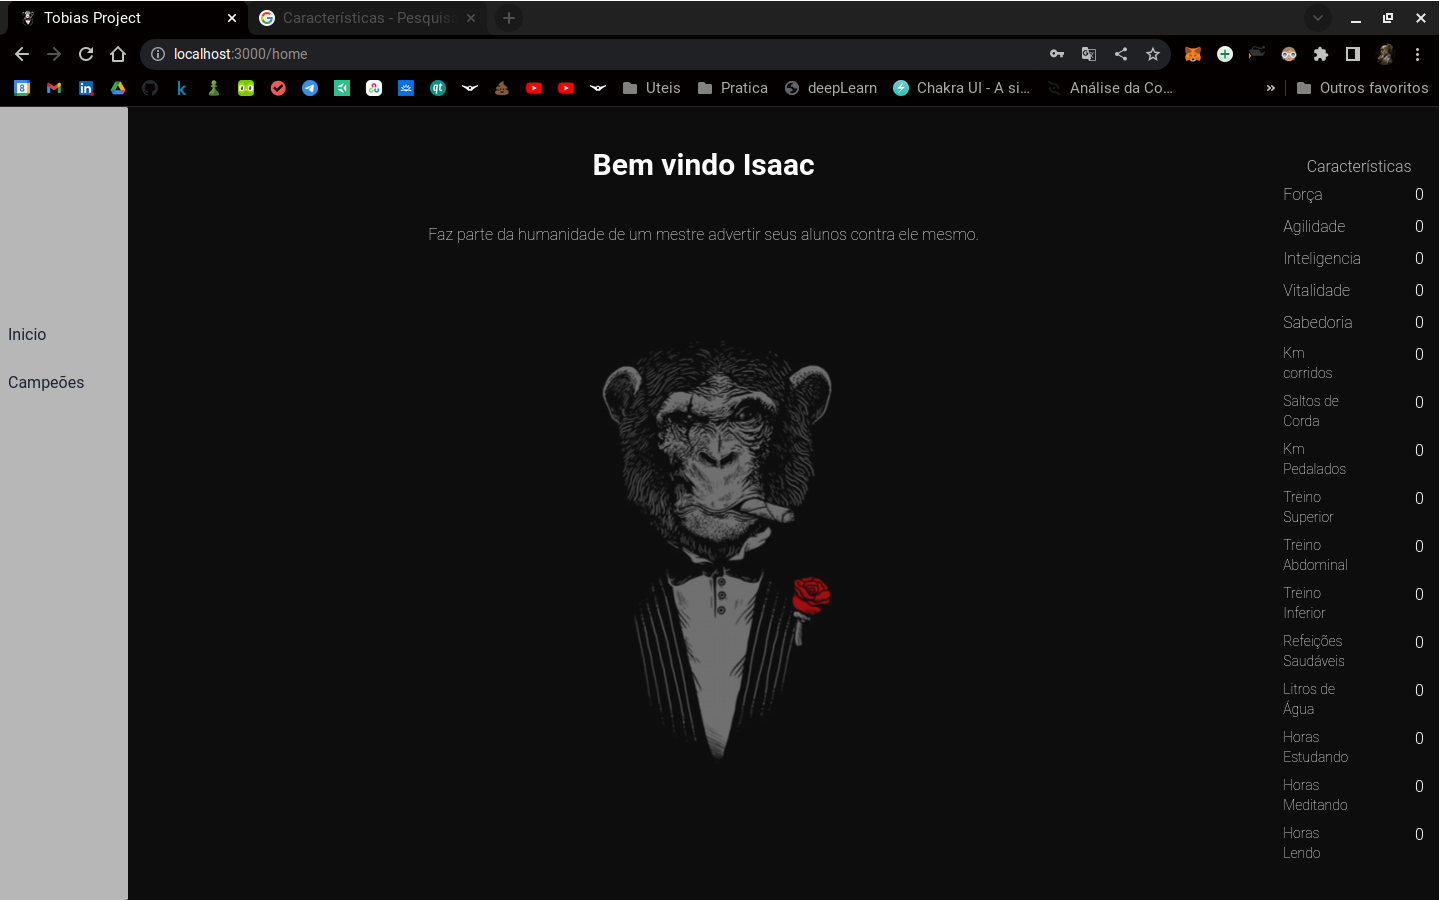 Tobias Project
Características - Pesquisa
localhost:3000/home
8
Uteis
Pratica
deepLearn
Chakra UI - A si...
Análise da Co...
»
Outros favoritos
Bem vindo Isaac
Faz parte da humanidade de um mestre advertir seus alunos contra ele mesmo.
Inicio
Campeões
Características
Força 0
Agilidade 0
Inteligencia 0
Vitalidade 0
Sabedoria 0
Km 0
corridos
Saltos de 0
Corda
Km 0
Pedalados
Treino 0
Superior
Treino 0
Abdominal
Treino 0
Inferior
Refeições 0
Saudáveis
Litros de 0
Água
Horas 0
Estudando
Horas 0
Meditando
Horas 0
Lendo